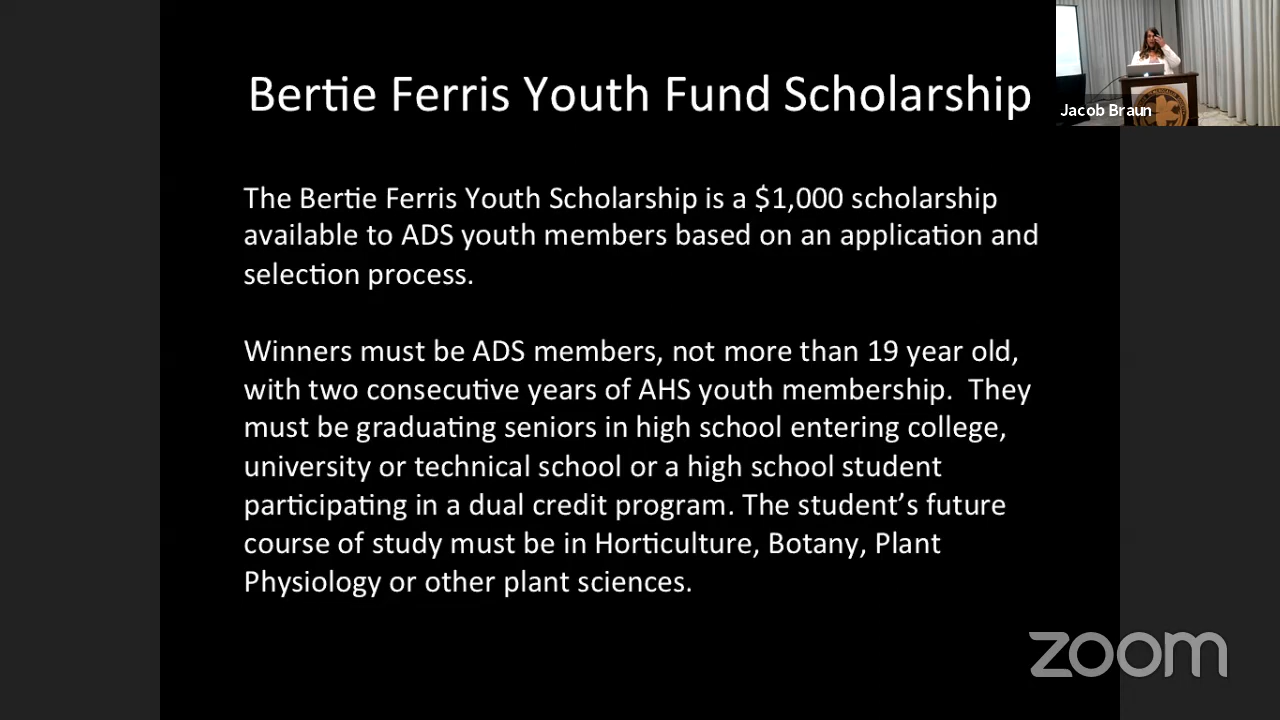 Bertie Ferris Youth Fund Scholarship
Jacob Braun
The Bertie Ferris Youth Scholarship is a $1,000 scholarship
available to ADS youth members based on an application and
selection process.
Winners must be ADS members, not more than 19 year old,
with two consecutive years of AHS youth membership.  They
must be graduating seniors in high school entering college,
university or technical school or a high school student
participating in a dual credit program. The student’s future
course of study must be in Horticulture, Botany, Plant
Physiology or other plant sciences.
zoom